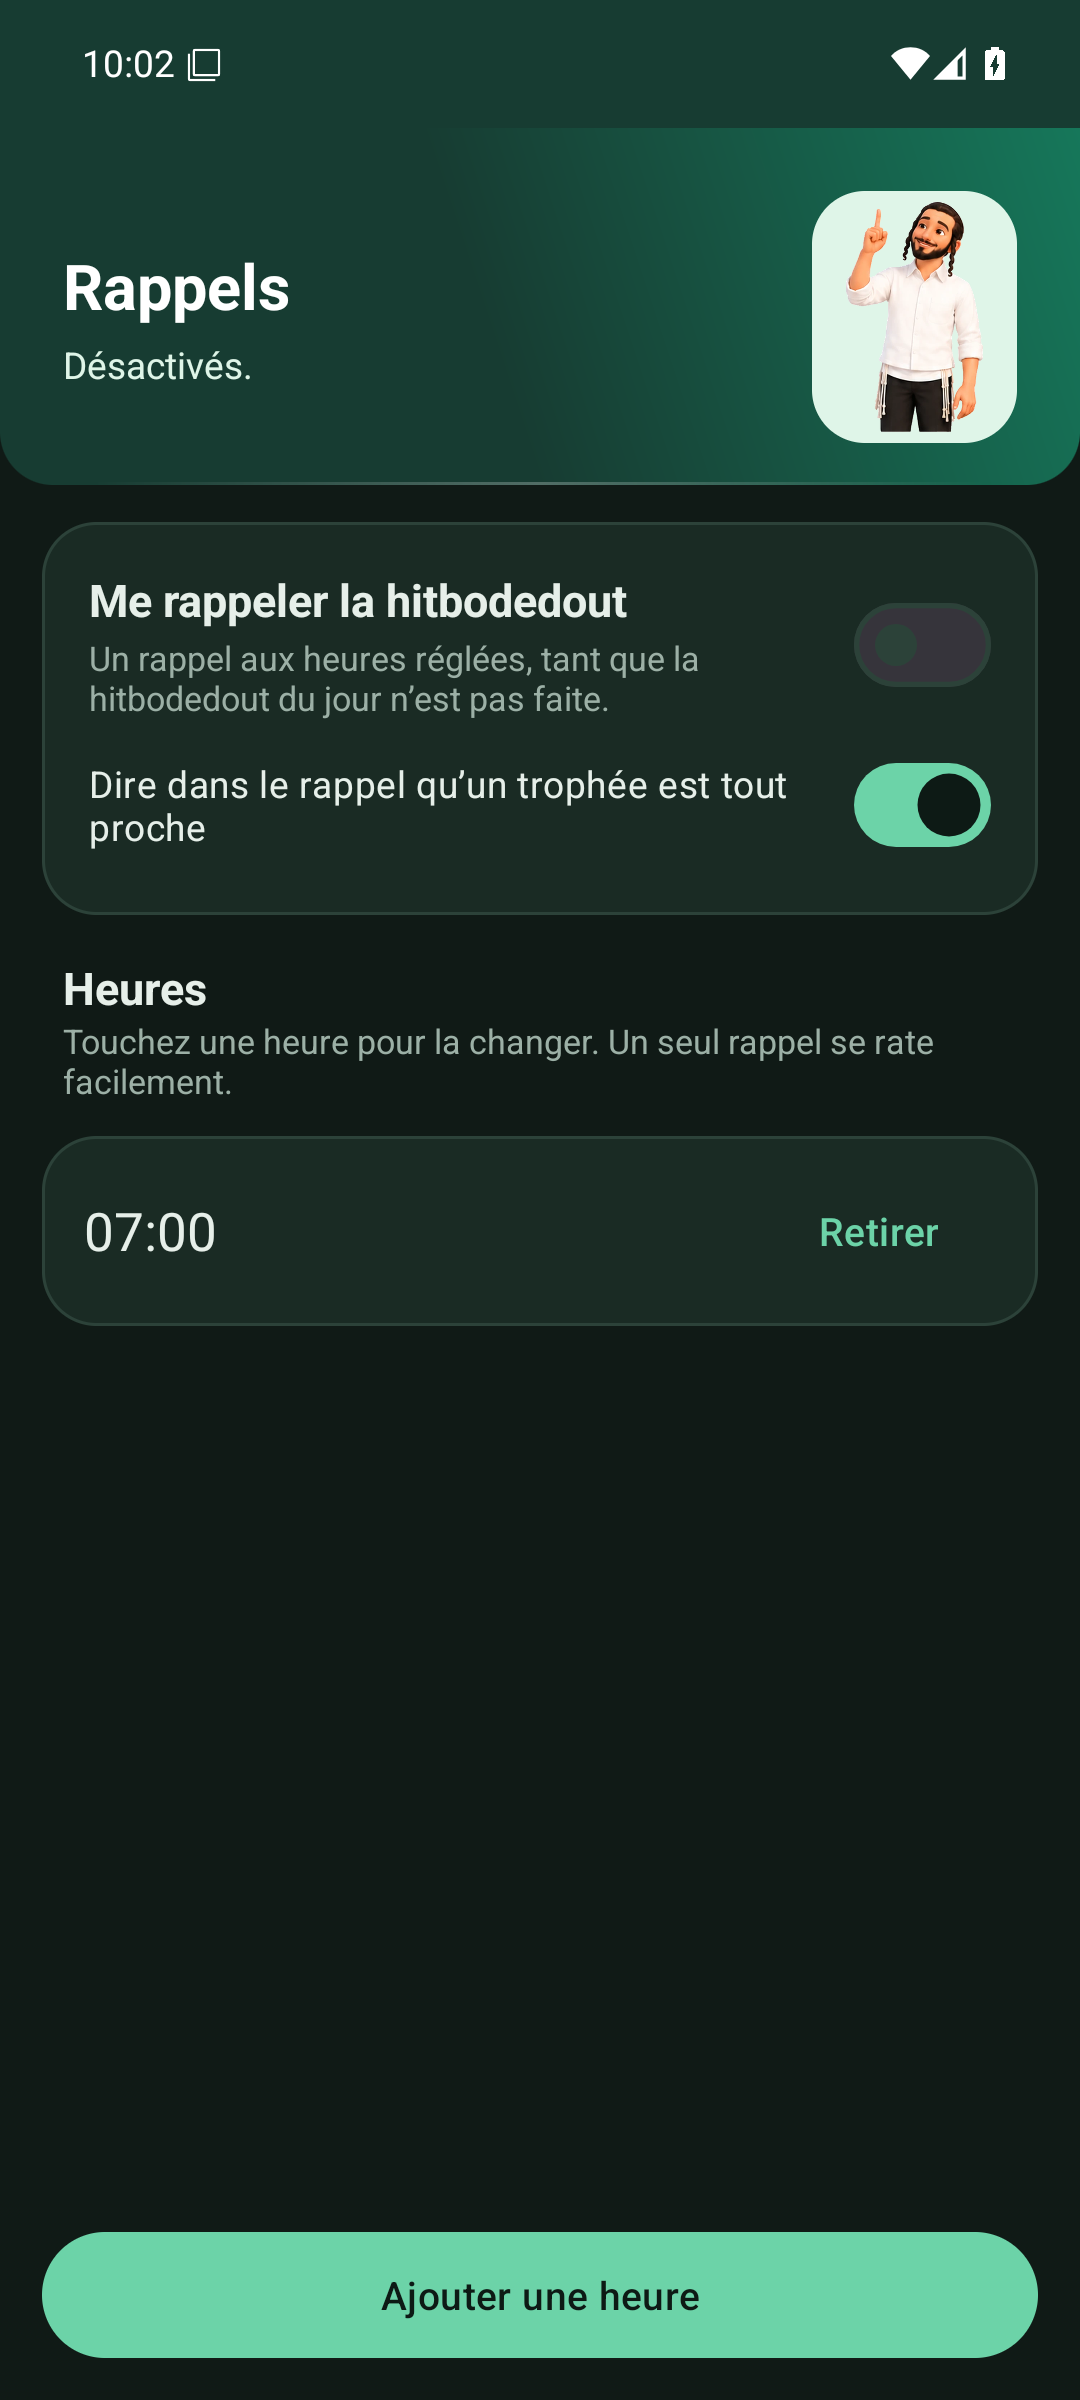 10:02
Rappels
Désactivés.
Me rappeler la hitbodedout
Un rappel aux heures réglées, tant que la
hitbodedout du jour n’est pas faite.
Dire dans le rappel qu’un trophée est tout
proche
Heures
Touchez une heure pour la changer. Un seul rappel se rate
facilement.
07:00
Retirer
Ajouter une heure